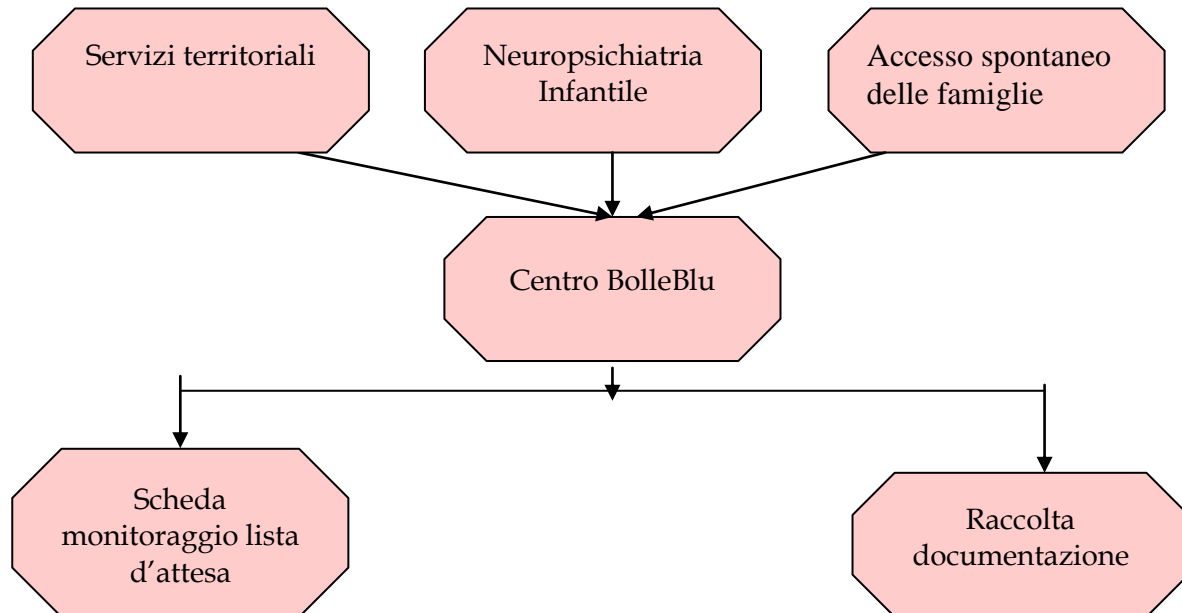 Servizi territoriali
Neuropsichiatria
Infantile
Accesso spontaneo
delle famiglie
Centro BolleBlu
Scheda
monitoraggio lista
d’attesa
Raccolta
documentazione